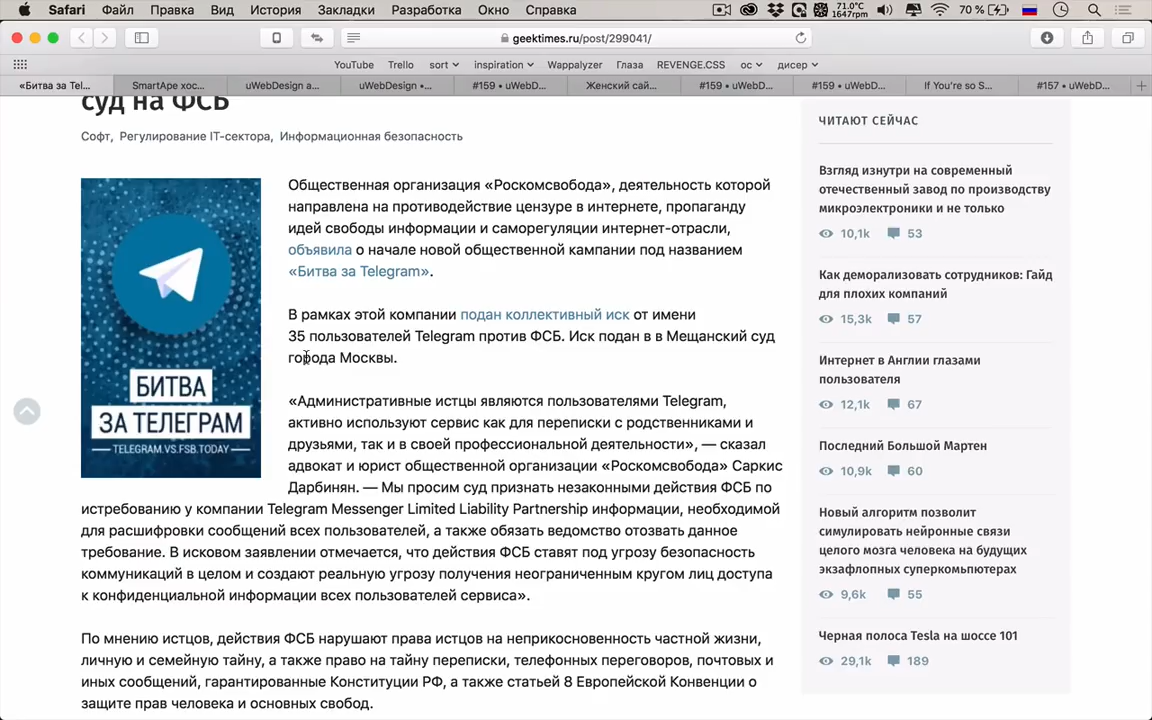 Safari Файл Правка Вид История Закладки Разработка Окно Справка
71.0°C
1647rpm
70 %
geektimes.ru/post/299041/
YouTube Trello sort inspiration Wappalyzer Глаза REVENGE.CSS ос дисер
«Битва за Tel... SmartApe хос... uWebDesign a... uWebDesign •... #159 • uWebD... Женский сай... #159 • uWebD... #159 • uWebD... If You're so S... #157 • uWebD...
суд на ФСБ
Софт, Регулирование IT-сектора, Информационная безопасность
БИТВА
ЗА ТЕЛЕГРАМ
TELEGRAM.VS.FSB.TODAY
Общественная организация «Роскомсвобода», деятельность которой
направлена на противодействие цензуре в интернете, пропаганду
идей свободы информации и саморегуляции интернет-отрасли,
объявила о начале новой общественной кампании под названием
«Битва за Telegram».
В рамках этой компании подан коллективный иск от имени
35 пользователей Telegram против ФСБ. Иск подан в в Мещанский суд
города Москвы.
«Административные истцы являются пользователями Telegram,
активно используют сервис как для переписки с родственниками и
друзьями, так и в своей профессиональной деятельности», — сказал
адвокат и юрист общественной организации «Роскомсвобода» Саркис
Дарбинян. — Мы просим суд признать незаконными действия ФСБ по
истребованию у компании Telegram Messenger Limited Liability Partnership информации, необходимой
для расшифровки сообщений всех пользователей, а также обязать ведомство отозвать данное
требование. В исковом заявлении отмечается, что действия ФСБ ставят под угрозу безопасность
коммуникаций в целом и создают реальную угрозу получения неограниченным кругом лиц доступа
к конфиденциальной информации всех пользователей сервиса».
По мнению истцов, действия ФСБ нарушают права истцов на неприкосновенность частной жизни,
личную и семейную тайну, а также право на тайну переписки, телефонных переговоров, почтовых и
иных сообщений, гарантированные Конституции РФ, а также статьей 8 Европейской Конвенции о
защите прав человека и основных свобод.
ЧИТАЮТ СЕЙЧАС
Взгляд изнутри на современный
отечественный завод по производству
микроэлектроники и не только
10,1k 53
Как деморализовать сотрудников: Гайд
для плохих компаний
15,3k 57
Интернет в Англии глазами
пользователя
12,1k 67
Последний Большой Мартен
10,9k 60
Новый алгоритм позволит
симулировать нейронные связи
целого мозга человека на будущих
экзафлопных суперкомпьютерах
9,6k 55
Черная полоса Tesla на шоссе 101
29,1k 189